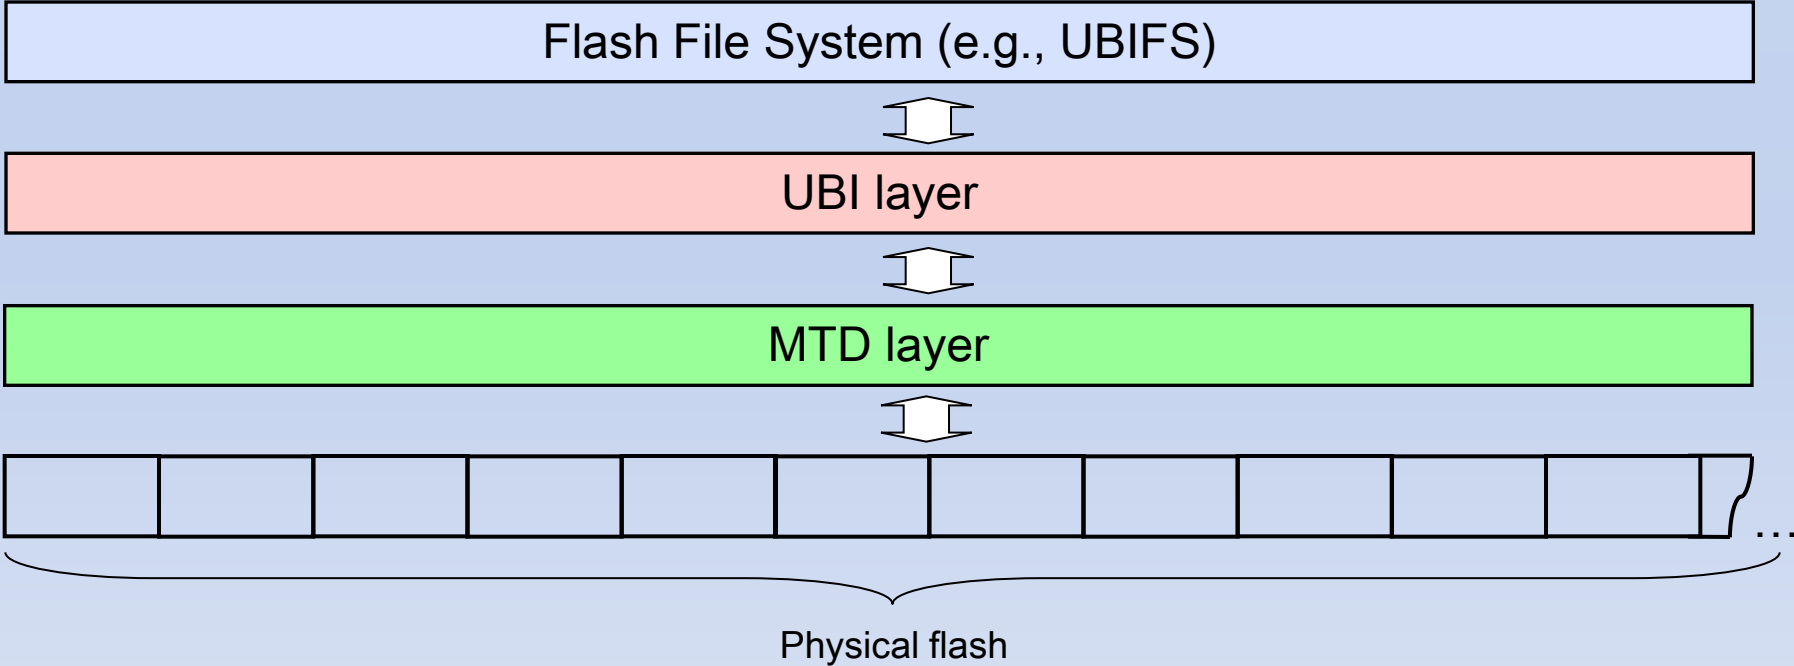 Flash File System (e.g., UBIFS)
UBI layer
MTD layer
...
Physical flash